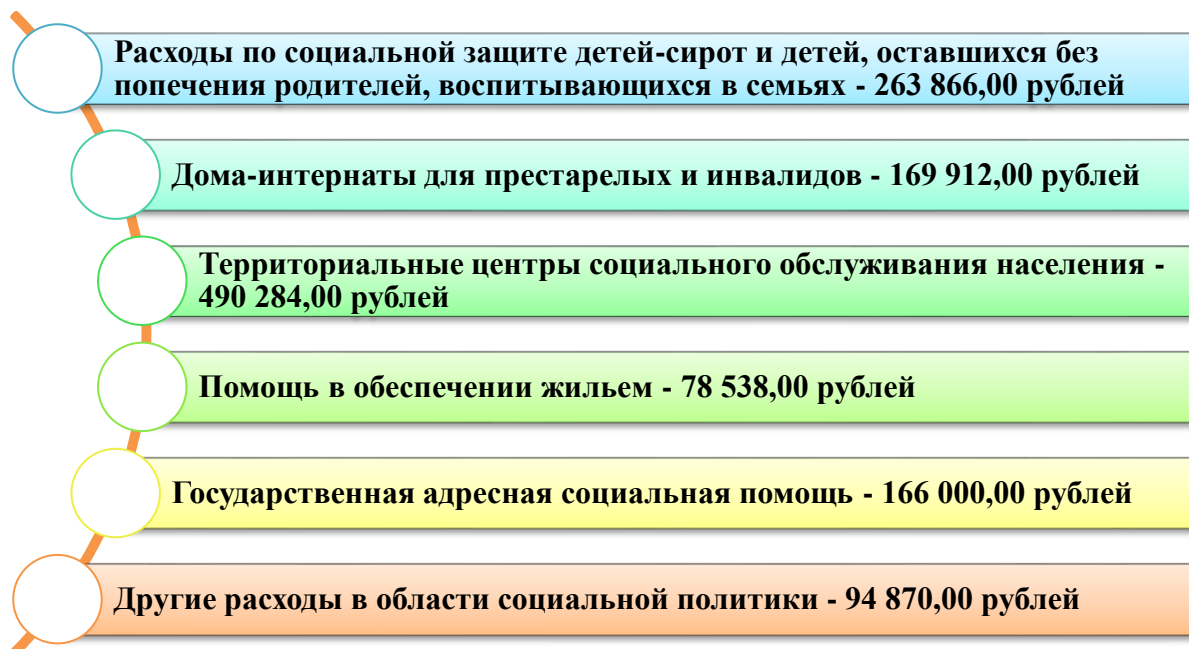 Расходы по социальной защите детей-сирот и детей, оставшихся без
попечения родителей, воспитывающихся в семьях - 263 866,00 рублей
Дома-интернаты для престарелых и инвалидов - 169 912,00 рублей
Территориальные центры социального обслуживания населения -
490 284,00 рублей
Помощь в обеспечении жильем - 78 538,00 рублей
Государственная адресная социальная помощь - 166 000,00 рублей
Другие расходы в области социальной политики - 94 870,00 рублей